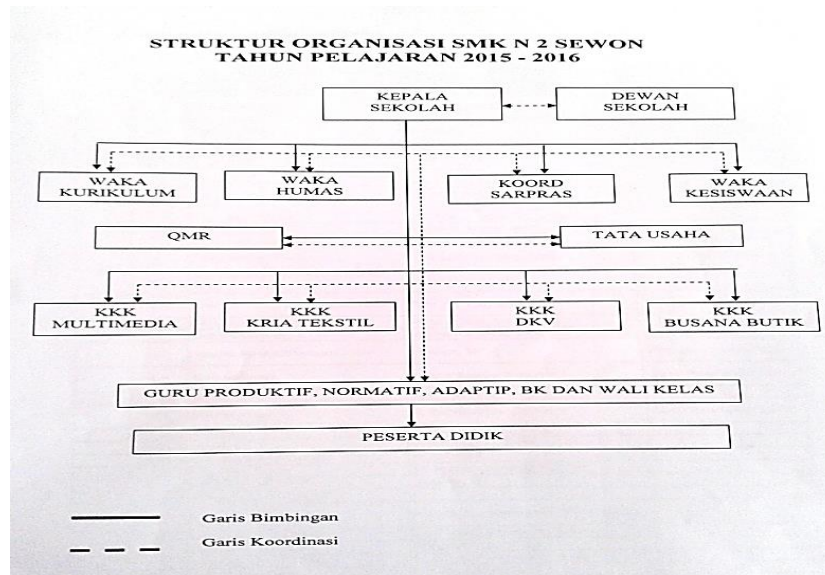 STRUKTUR ORGANISASI SMK N 2 SEWON
TAHUN PELAJARAN 2015 - 2016
KEPALA
SEKOLAH
DEWAN
SEKOLAH
WAKA
KURIKULUM
WAKA
HUMAS
KOORD
SARPRAS
WAKA
KESISWAAN
QMR
TATA USAHA
KKK
MULTIMEDIA
KKK
KRIA TEKSTIL
KKK
DKV
KKK
BUSANA BUTIK
GURU PRODUKTIF, NORMATIF, ADAPTIP, BK DAN WALI KELAS
PESERTA DIDIK
Garis Bimbingan
Garis Koordinasi